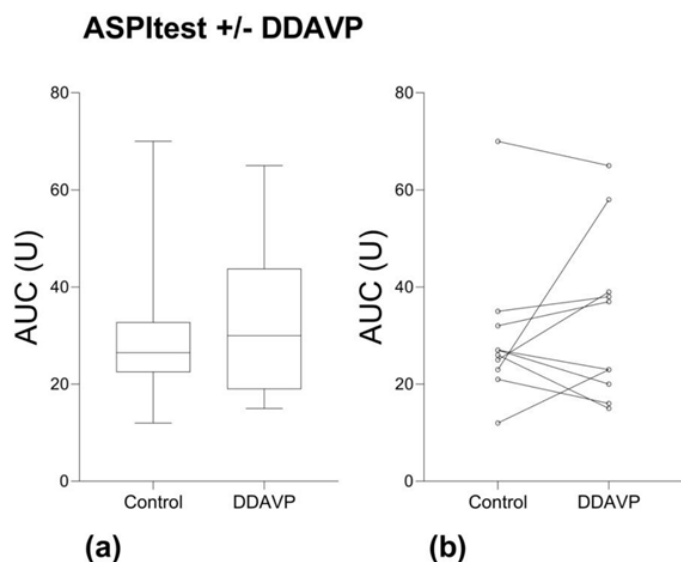 ASPItest +/- DDAVP
AUC (U)
80
60
40
20
0
Control
DDAVP
(a)
AUC (U)
80
60
40
20
0
Control
DDAVP
(b)